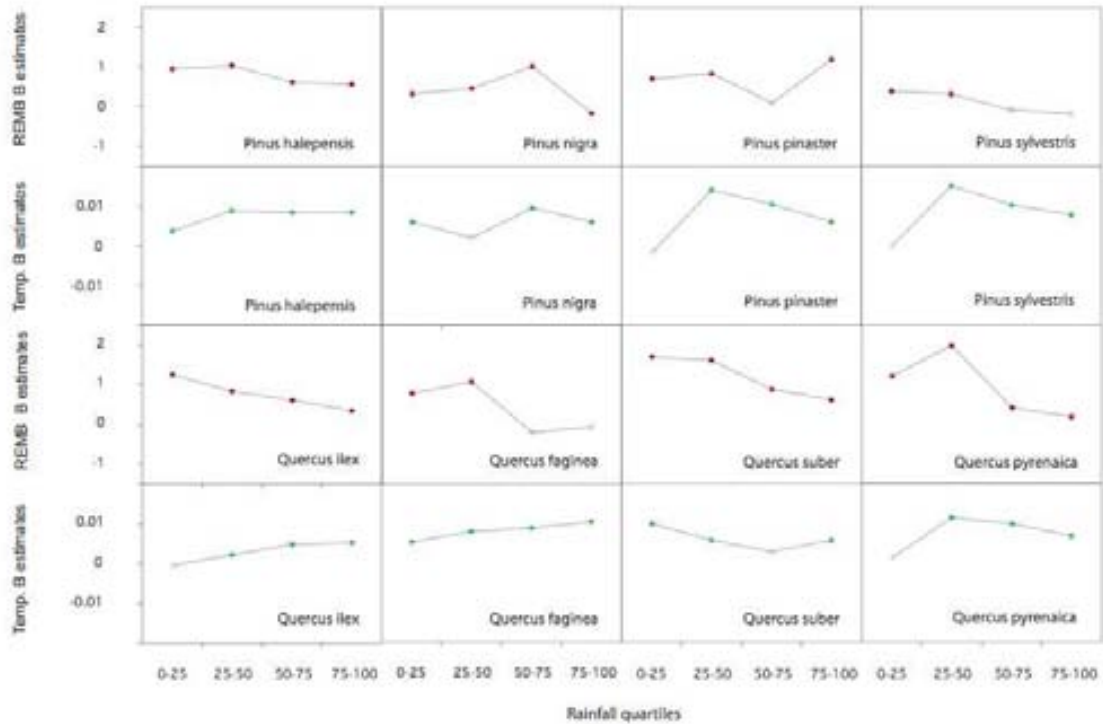 REMB B estimatos
2
1
0
-1
Pinus halepensis
Pinus nigra
Pinus pinaster
Pinus sylvestris
Temp. B estimatos
0.01
0
-0.01
Pinus halepensis
Pinus nigra
Pinus pinaster
Pinus sylvestris
REMB B estimates
2
1
0
-1
Quercus ilex
Quercus faginea
Quercus suber
Quercus pyrenaica
Temp. B estimatos
0.01
0
-0.01
Quercus ilex
Quercus faginea
Quercus suber
Quercus pyrenaica
0-25 25-50 50-75 75-100 0-25 25-50 50-75 75-100 0-25 25-50 50-75 75-100 0-25 25-50 50-75 75-100
Rainfall quartiles